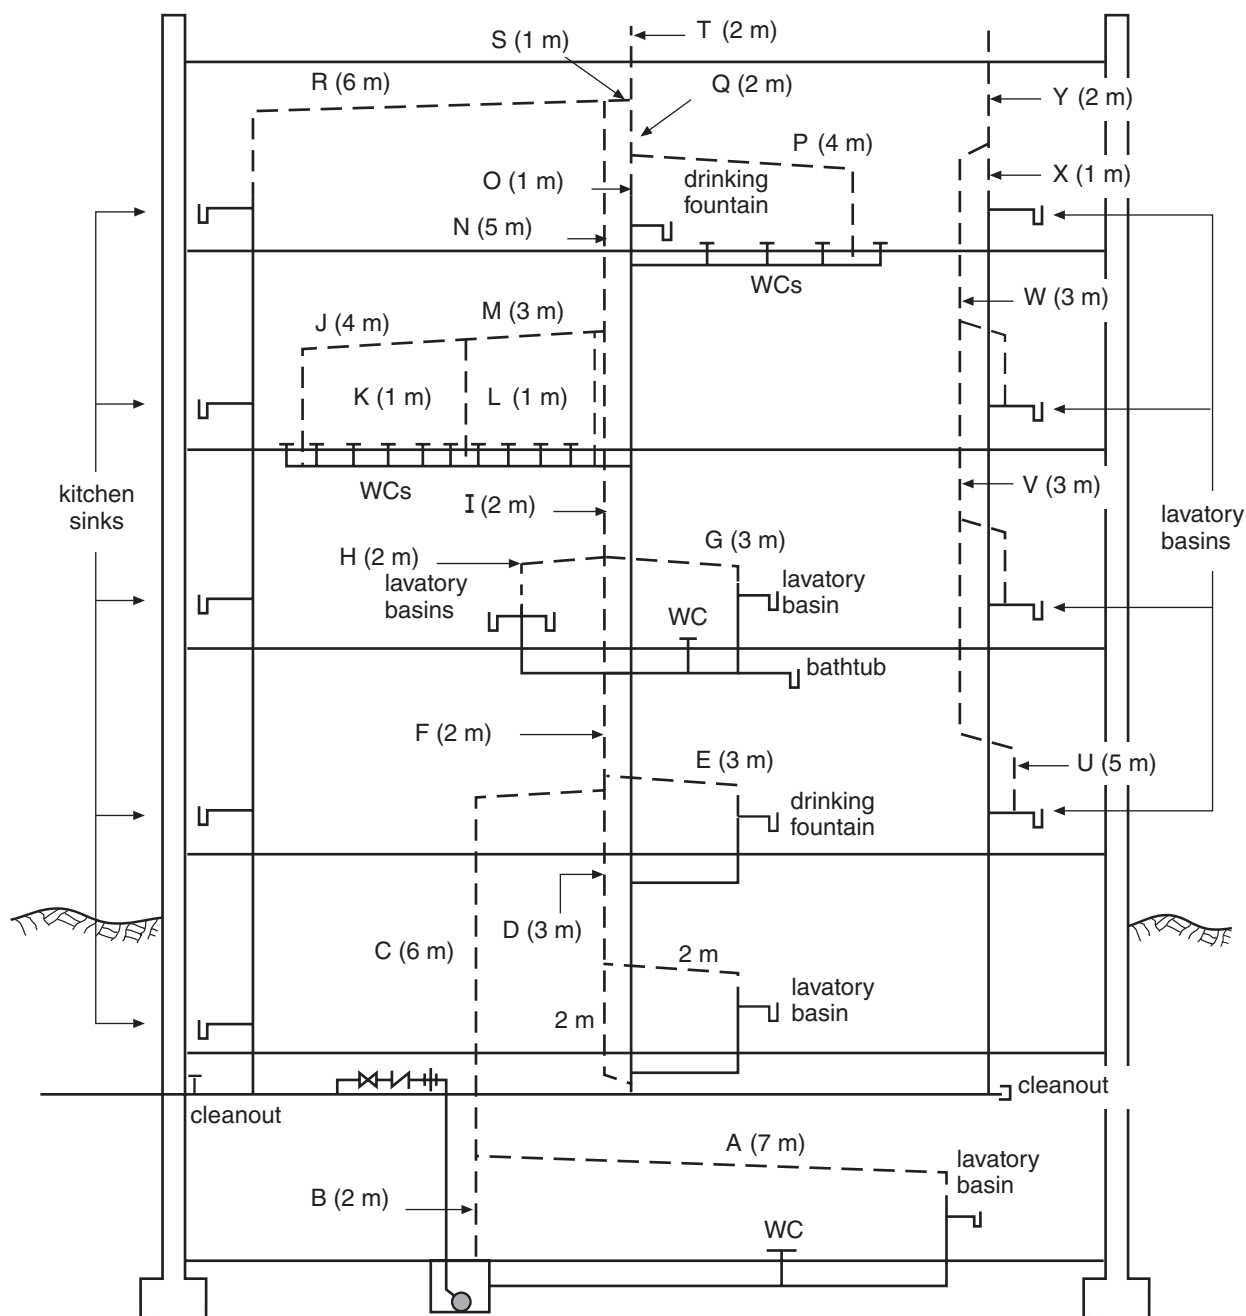 T (2 m)
S (1 m)
R (6 m)
Q (2 m)
Y (2 m)
P (4 m)
O (1 m)
drinking
fountain
X (1 m)
N (5 m)
WCs
W (3 m)
M (3 m)
J (4 m)
K (1 m)
L (1 m)
kitchen
sinks
WCs
I (2 m)
V (3 m)
lavatory
basins
G (3 m)
H (2 m)
lavatory
basins
lavatory
basin
WC
bathtub
F (2 m)
E (3 m)
U (5 m)
drinking
fountain
D (3 m)
C (6 m)
2 m
lavatory
basin
2 m
cleanout
cleanout
A (7 m)
lavatory
basin
B (2 m)
WC